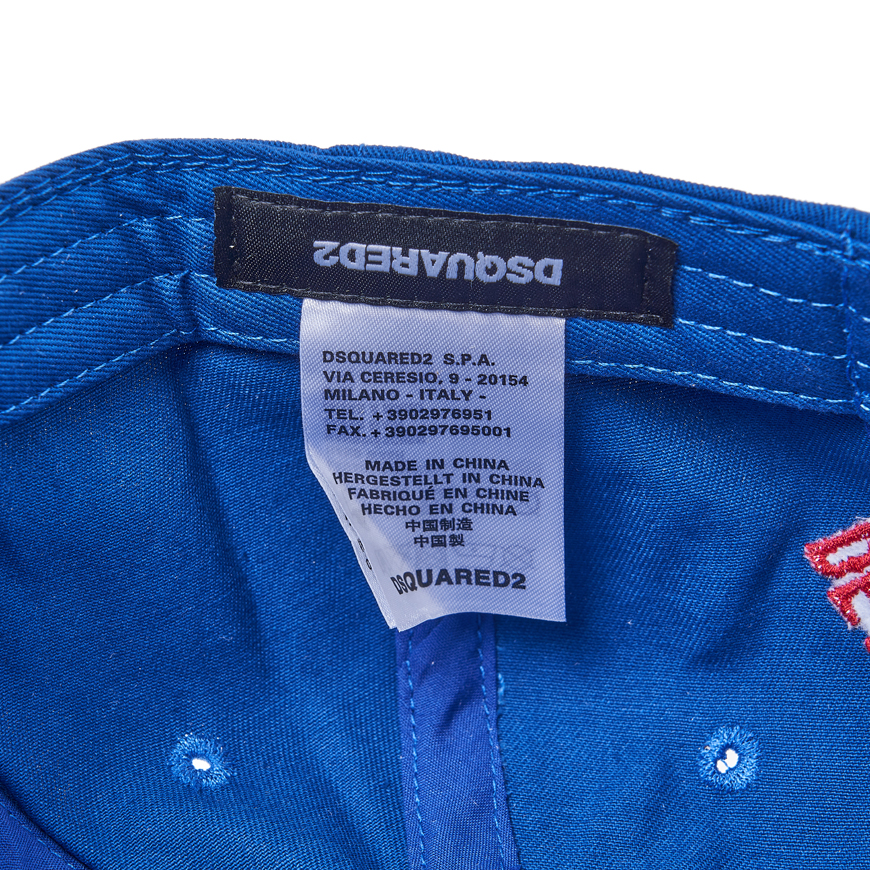 DSQUARED2
DSQUARED2 S.P.A.
VIA CERESIO, 9 - 20154
MILANO - ITALY -
TEL. +3902976951
FAX. +390297695001
MADE IN CHINA
HERGESTELLT IN CHINA
FABRIQUÉ EN CHINE
HECHO EN CHINA
中国制造
中国製
DSQUARED2